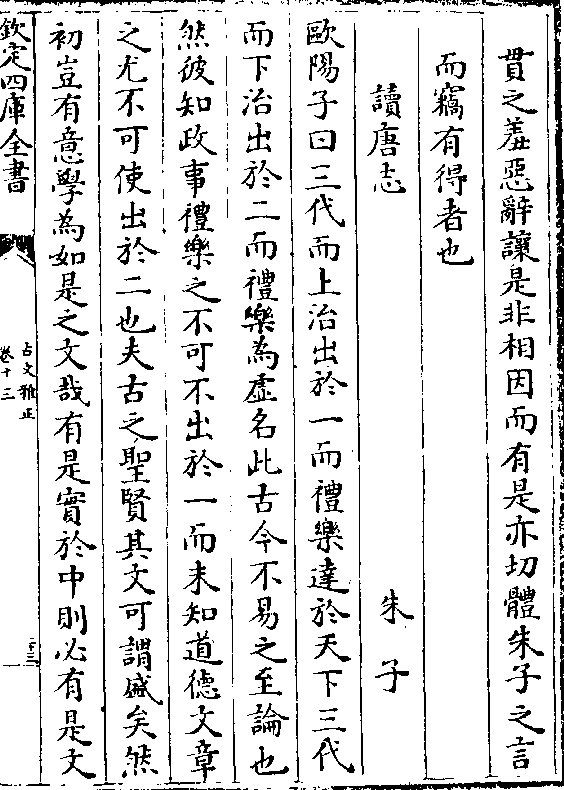 貫之羞惡辭讓是非相因而有是亦切體朱子之言
而竊有得者也
讀唐志
朱子
歐陽子曰三代而上治出於一而禮樂達於天下三代
而下治出於二而禮樂為虛名此古今不易之至論也
然彼知政事禮樂之不可不出於一而未知道德文章
之尤不可使出於二也夫古之聖賢其文可謂盛矣然
初豈有意學為如是之文哉有是實於中則必有是文
欽定四庫全書
古文雅正
卷十三